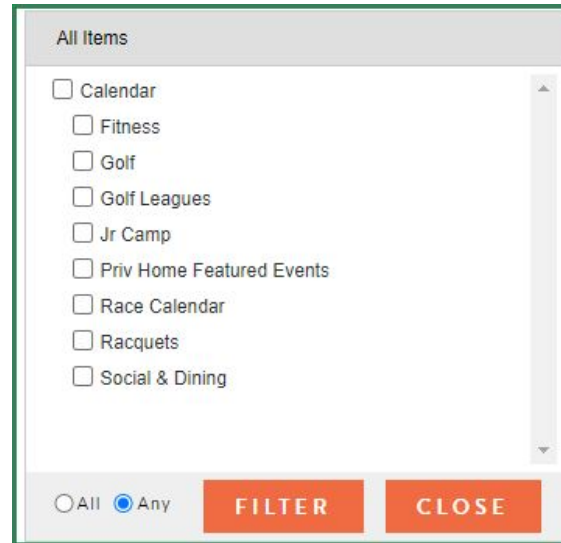 All Items
Calendar
Fitness
Golf
Golf Leagues
Jr Camp
Priv Home Featured Events
Race Calendar
Racquets
Social & Dining
All Any FILTER CLOSE